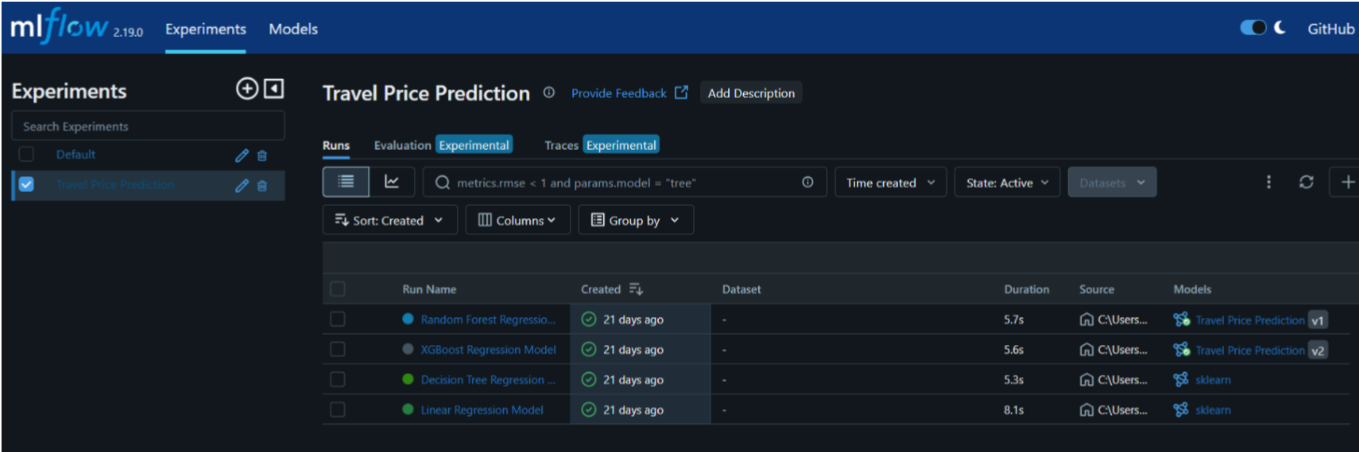 mlflow 2.19.0 Experiments Models GitHub
Experiments
Search Experiments
Default
Travel Price Prediction
Travel Price Prediction Provide Feedback Add Description
Runs Evaluation Experimental Traces Experimental
metrics.rmse < 1 and params.model = "tree" Time created State: Active Datasets
Sort: Created Columns Group by
Run Name Created Dataset Duration Source Models
Random Forest Regressio... 21 days ago - 5.7s C:\Users... Travel Price Prediction v1
XGBoost Regression Model 21 days ago - 5.6s C:\Users... Travel Price Prediction v2
Decision Tree Regression ... 21 days ago - 5.3s C:\Users... sklearn
Linear Regression Model 21 days ago - 8.1s C:\Users... sklearn